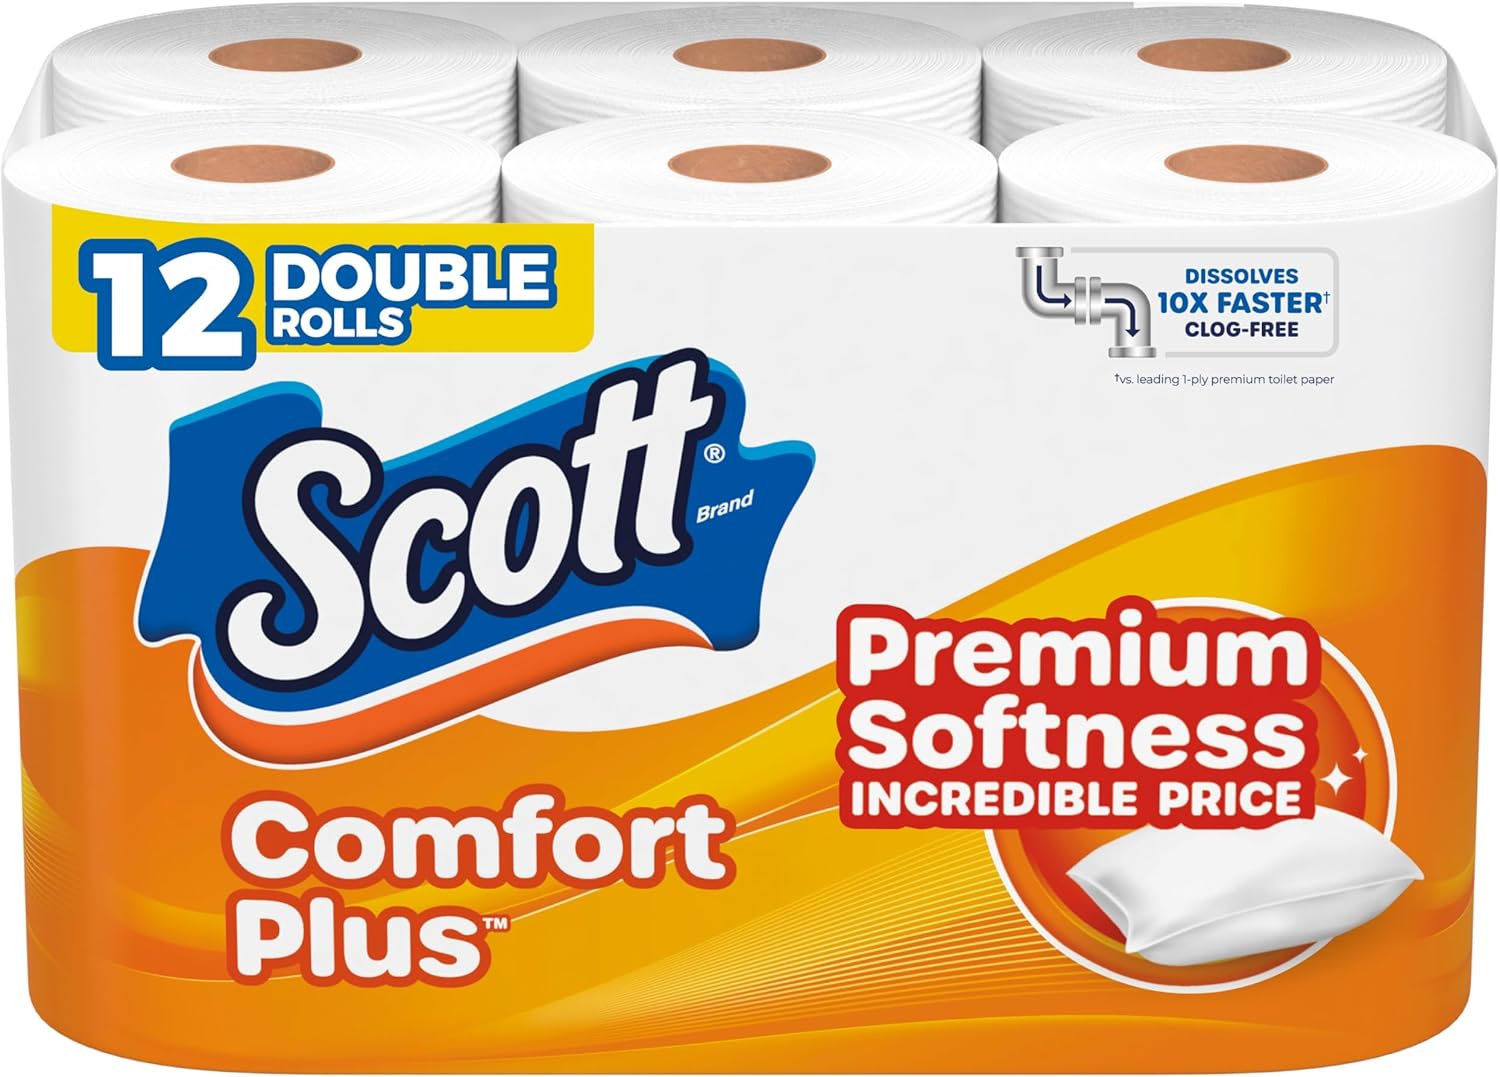 12 DOUBLE
ROLLS
DISSOLVES
10X FASTER†
CLOG-FREE
†vs. leading 1-ply premium toilet paper
Scott®
Brand
Premium
Softness
INCREDIBLE PRICE
Comfort
Plus™